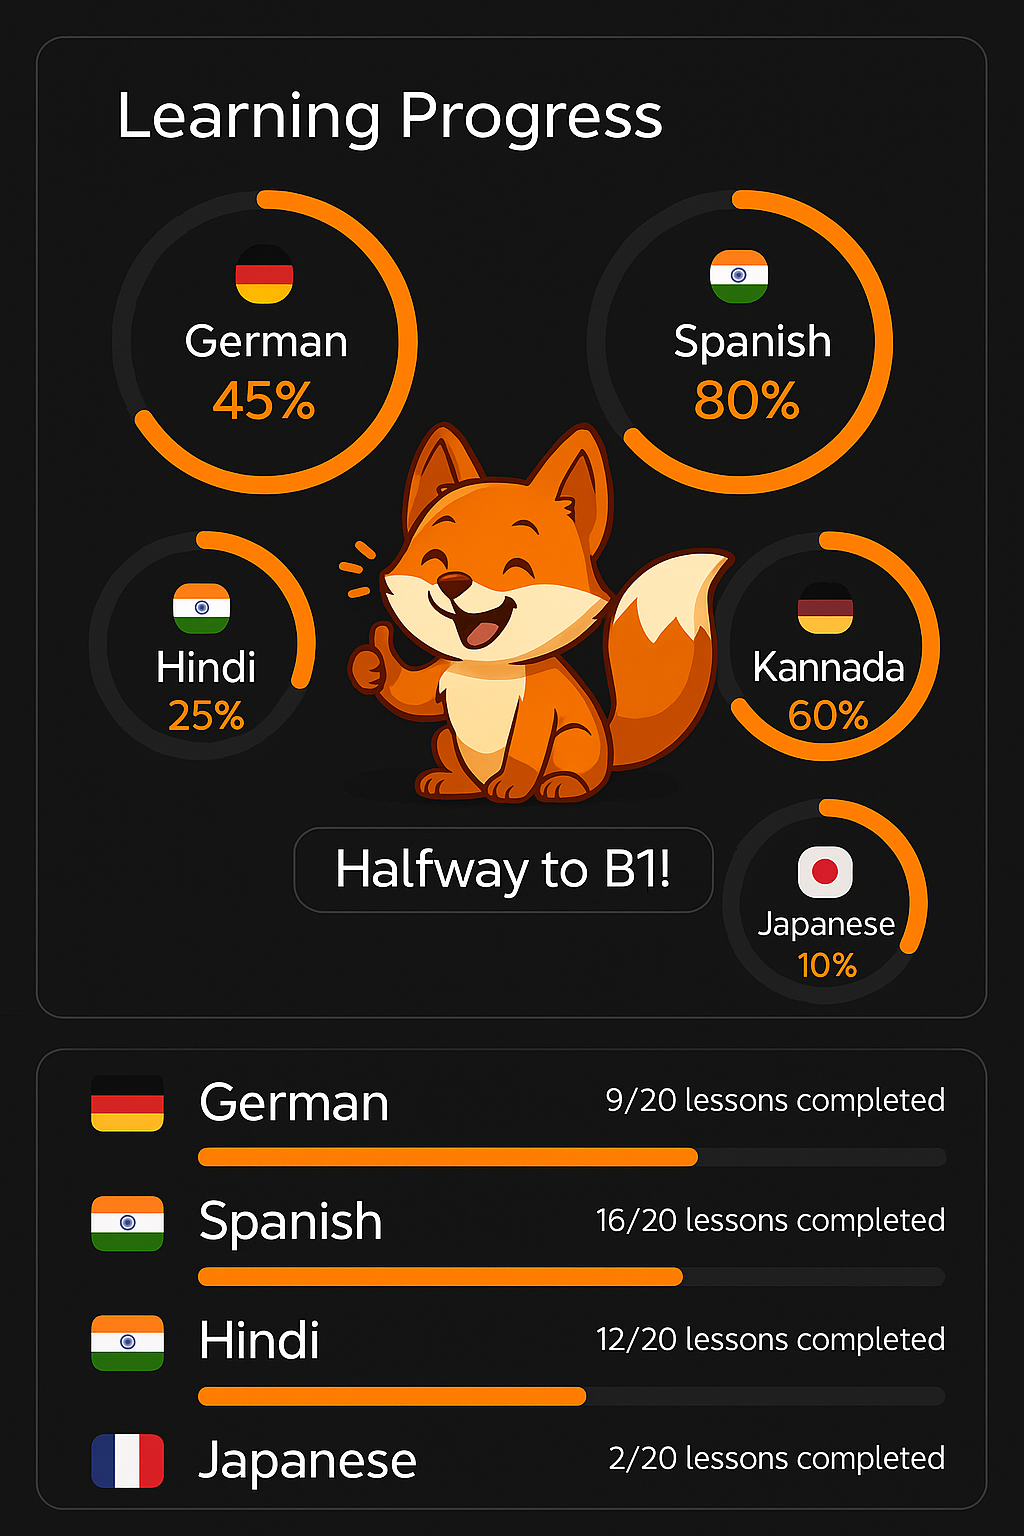 Learning Progress
German
45%
Spanish
80%
Hindi
25%
Kannada
60%
Halfway to B1!
Japanese
10%
German
9/20 lessons completed
Spanish
16/20 lessons completed
Hindi
12/20 lessons completed
Japanese
2/20 lessons completed